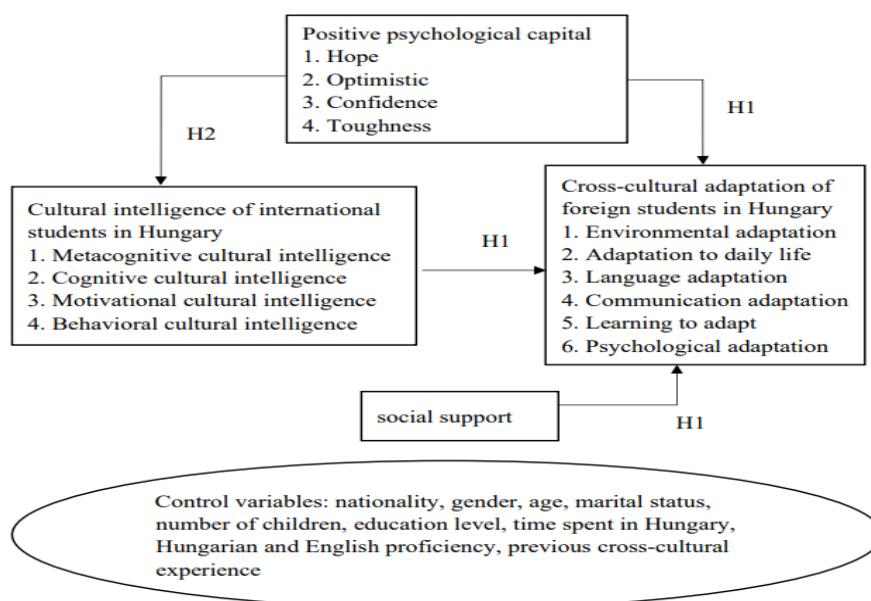 Positive psychological capital
1. Hope
2. Optimistic
3. Confidence
4. Toughness
H2
H1
Cultural intelligence of international
students in Hungary
1. Metacognitive cultural intelligence
2. Cognitive cultural intelligence
3. Motivational cultural intelligence
4. Behavioral cultural intelligence
H1
Cross-cultural adaptation of
foreign students in Hungary
1. Environmental adaptation
2. Adaptation to daily life
3. Language adaptation
4. Communication adaptation
5. Learning to adapt
6. Psychological adaptation
social support
H1
Control variables: nationality, gender, age, marital status,
number of children, education level, time spent in Hungary,
Hungarian and English proficiency, previous cross-cultural
experience